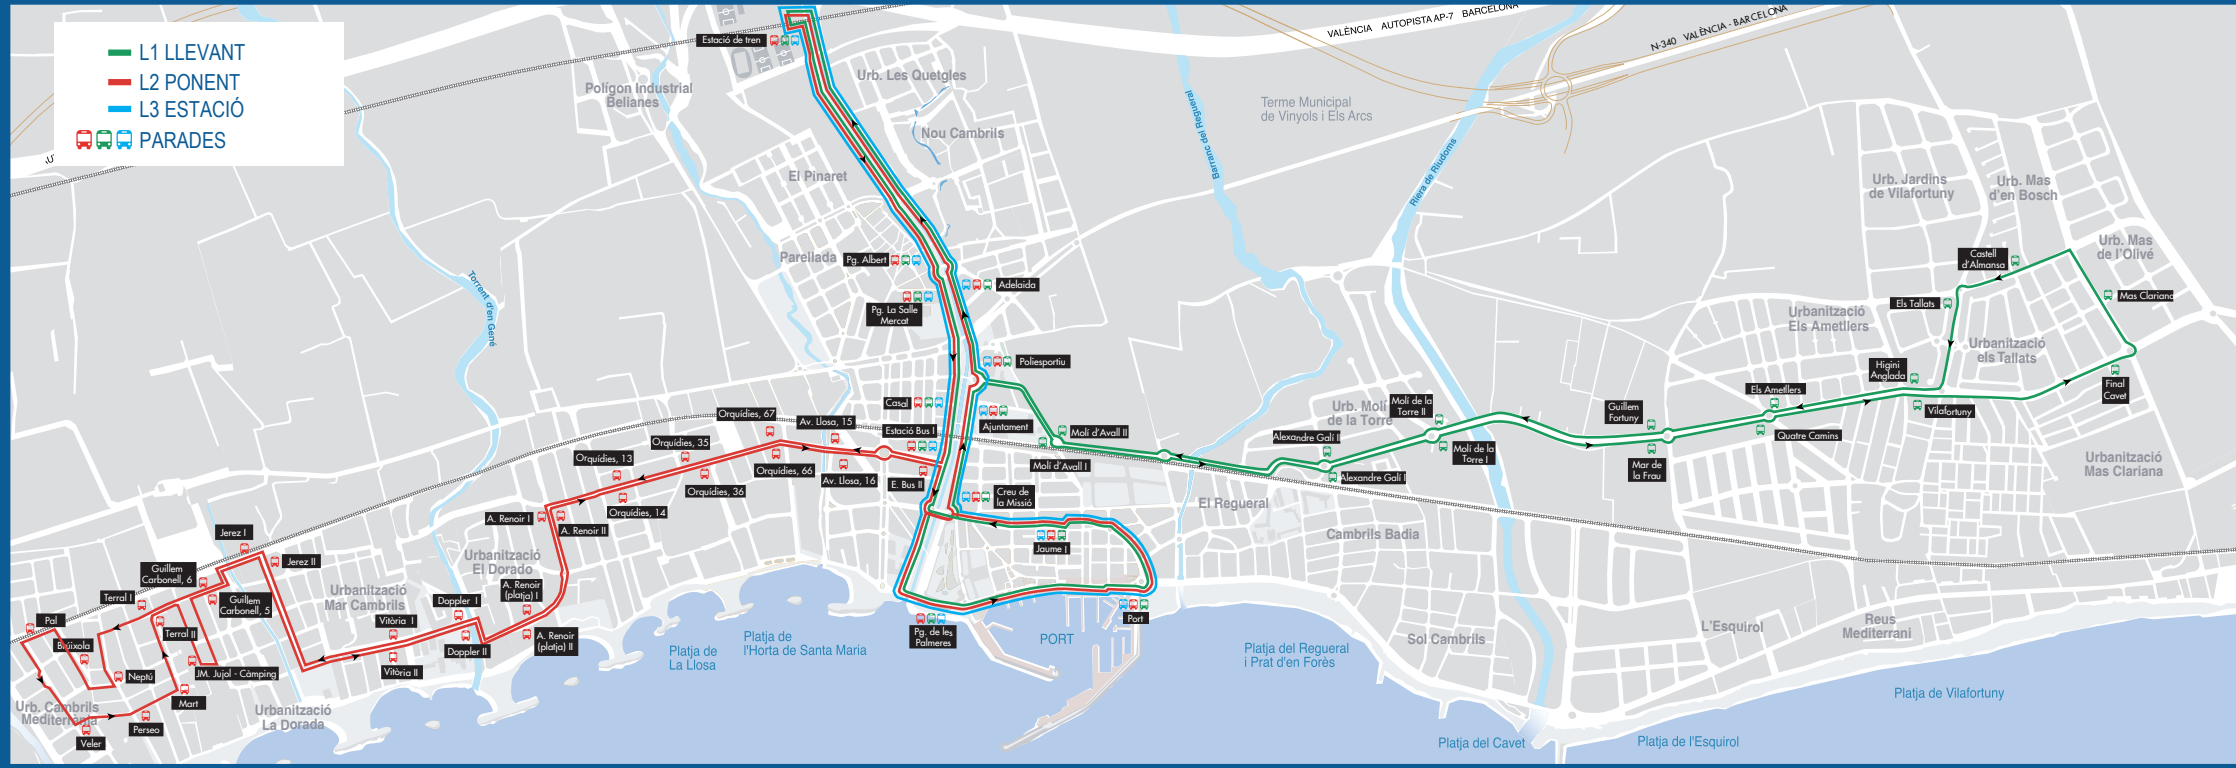 L1 LLEVANT
L2 PONENT
L3 ESTACIÓ
PARADES
Estació de tren
VALÈNCIA AUTOPISTA AP-7 BARCELONA
N-340 VALÈNCIA - BARCELONA
Polígon Industrial
Belianes
Urb. Les Quetgles
Nou Cambrils
El Pinaret
Parellada
Terme Municipal
de Vinyols i Els Arcs
Barranc del Regueral
Riera de Riudoms
Torrent d'en Gené
Urb. Jardins
de Vilafortuny
Urb. Mas
d'en Bosch
Urb. Mas
de l'Olivé
Castell
d'Almansa
Els Tallats
Mas Clariana
Urbanització
Els Ametllers
Urbanització
els Tallats
Higini
Anglada
Final
Cavet
Vilafortuny
Els Ametllers
Quatre Camins
Guillem
Fortuny
Mar de
la Frau
Urbanització
Mas Clariana
Pg. Albert
Adelaida
Pg. La Salle
Mercat
Poliesportiu
Casal
Ajuntament
Estació Bus I
E. Bus II
Molí d'Avall II
Molí d'Avall I
Urb. Molí
de la Torre
Molí de la
Torre II
Molí de la
Torre I
Alexandre Galí II
Alexandre Galí I
Creu de
la Missió
Jaume I
Port
Pg. de les
Palmeres
PORT
El Regueral
Cambrils Badia
Sol Cambrils
L'Esquirol
Reus
Mediterrani
Orquídies, 67
Av. Llosa, 15
Orquídies, 35
Orquídies, 66
Av. Llosa, 16
Orquídies, 13
Orquídies, 36
Orquídies, 14
A. Renoir I
A. Renoir II
Urbanització
El Dorado
A. Renoir
(platja) I
A. Renoir
(platja) II
Doppler I
Doppler II
Urbanització
Mar Cambrils
Vitòria I
Vitòria II
Jerez I
Jerez II
Guillem
Carbonell, 6
Guillem
Carbonell, 5
Terral I
Terral II
Pal
Brúixola
Neptú
JM. Jujol - Càmping
Mart
Perseo
Veler
Urb. Cambrils
Mediterrània
Urbanització
La Dorada
Platja de
La Llosa
Platja de
l'Horta de Santa Maria
Platja del Regueral
i Prat d'en Forès
Platja del Cavet
Platja de l'Esquirol
Platja de Vilafortuny